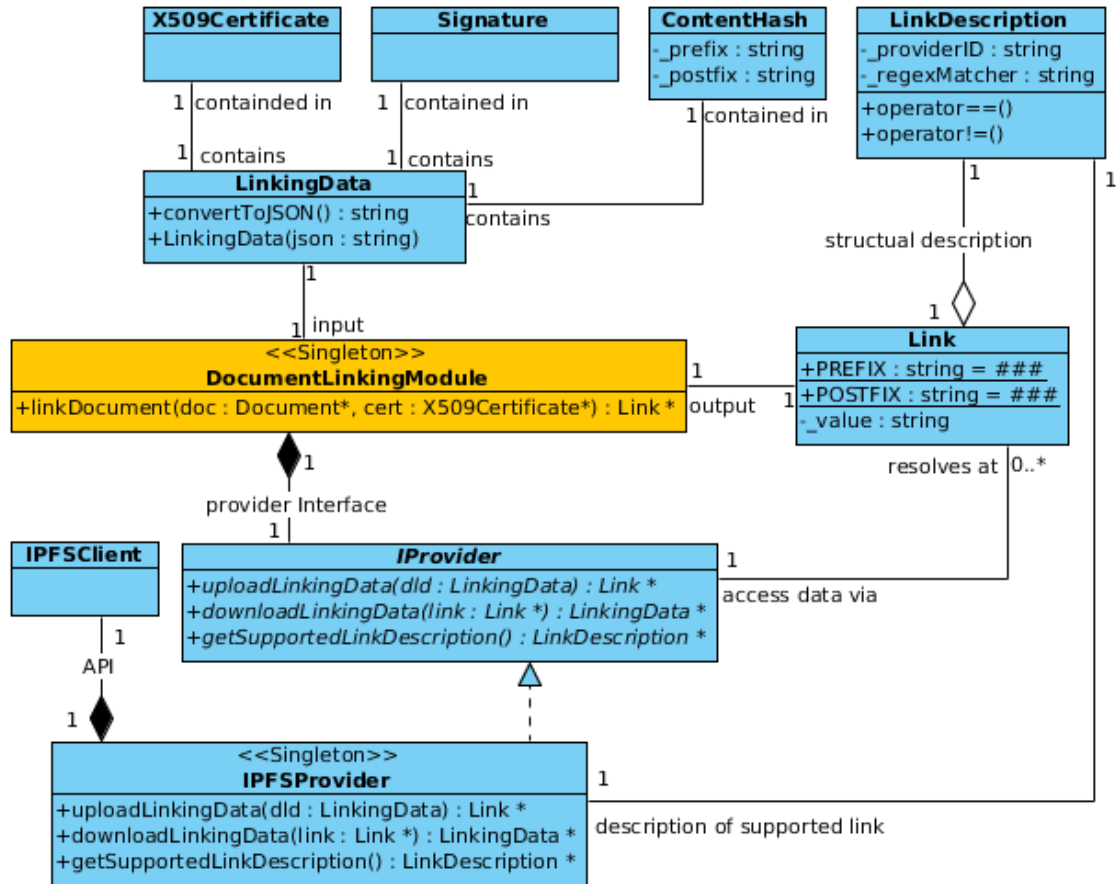 X509Certificate
Signature
ContentHash
-_prefix : string
-_postfix : string
LinkDescription
-_providerID : string
-_regexMatcher : string
+operator==()
+operator!=()
1 containded in
1 contained in
1 contained in
1 contains
1 contains
1
contains
1
1
LinkingData
+convertToJSON() : string
+LinkingData(json : string)
1
1 input
structual description
1
<<Singleton>>
DocumentLinkingModule
+linkDocument(doc : Document*, cert : X509Certificate*) : Link *
1
output
1
Link
+PREFIX : string = ###
+POSTFIX : string = ###
-_value : string
1
provider Interface
1
resolves at 0..*
IPFSClient
IProvider
+uploadLinkingData(dld : LinkingData) : Link *
+downloadLinkingData(link : Link *) : LinkingData *
+getSupportedLinkDescription() : LinkDescription *
1
access data via
1
API
1
<<Singleton>>
IPFSProvider
+uploadLinkingData(dld : LinkingData) : Link *
+downloadLinkingData(link : Link *) : LinkingData *
+getSupportedLinkDescription() : LinkDescription *
1
description of supported link